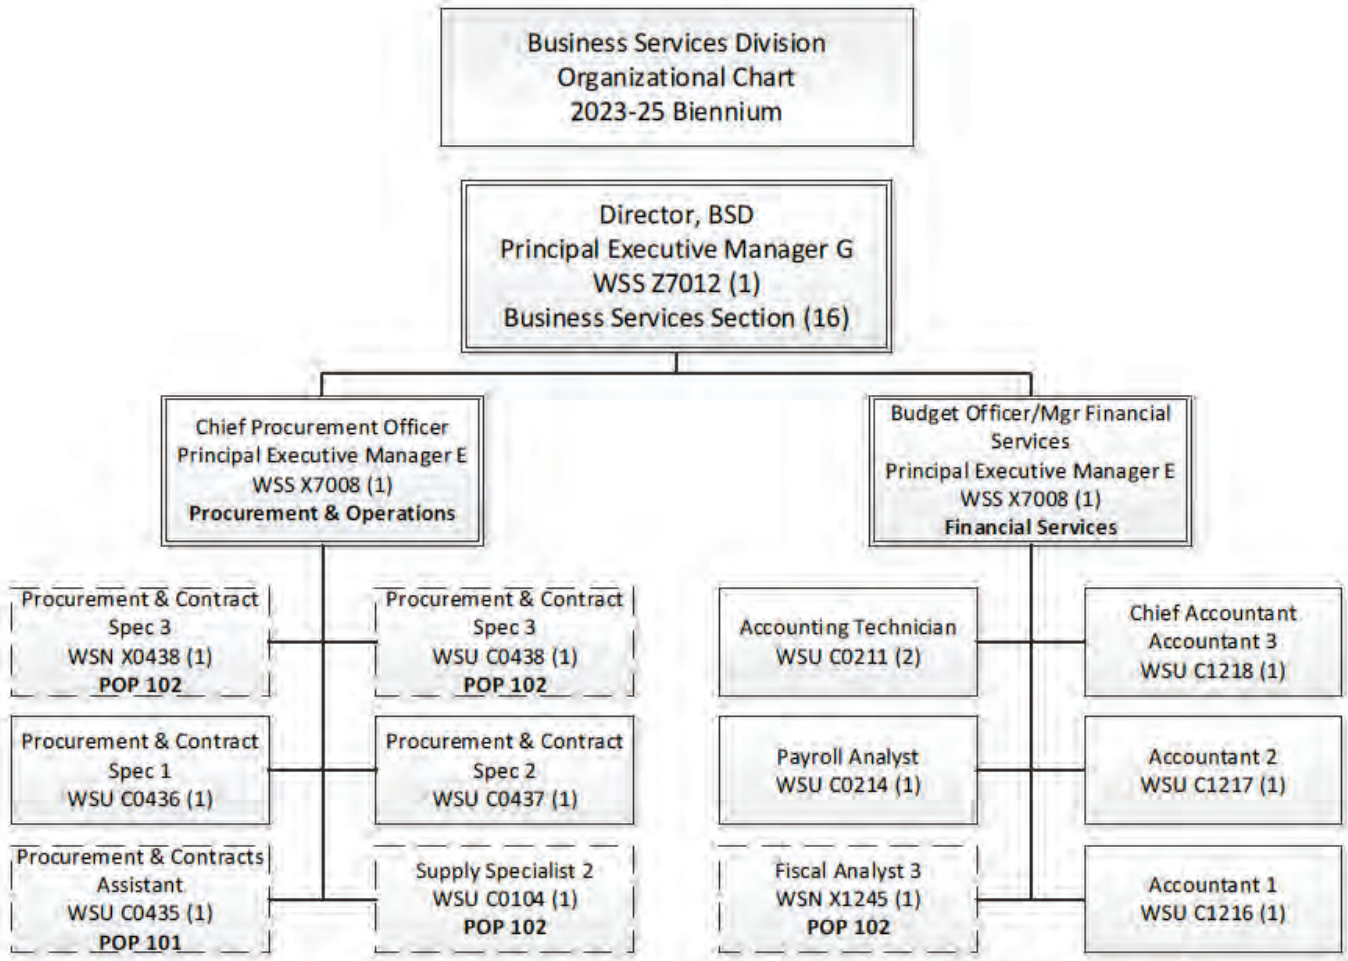 Business Services Division
Organizational Chart
2023-25 Biennium
Director, BSD
Principal Executive Manager G
WSS Z7012 (1)
Business Services Section (16)
Chief Procurement Officer
Principal Executive Manager E
WSS X7008 (1)
Procurement & Operations
Budget Officer/Mgr Financial
Services
Principal Executive Manager E
WSS X7008 (1)
Financial Services
Procurement & Contract
Spec 3
WSN X0438 (1)
POP 102
Procurement & Contract
Spec 3
WSU C0438 (1)
POP 102
Accounting Technician
WSU C0211 (2)
Chief Accountant
Accountant 3
WSU C1218 (1)
Procurement & Contract
Spec 1
WSU C0436 (1)
Procurement & Contract
Spec 2
WSU C0437 (1)
Payroll Analyst
WSU C0214 (1)
Accountant 2
WSU C1217 (1)
Procurement & Contracts
Assistant
WSU C0435 (1)
POP 101
Supply Specialist 2
WSU C0104 (1)
POP 102
Fiscal Analyst 3
WSN X1245 (1)
POP 102
Accountant 1
WSU C1216 (1)